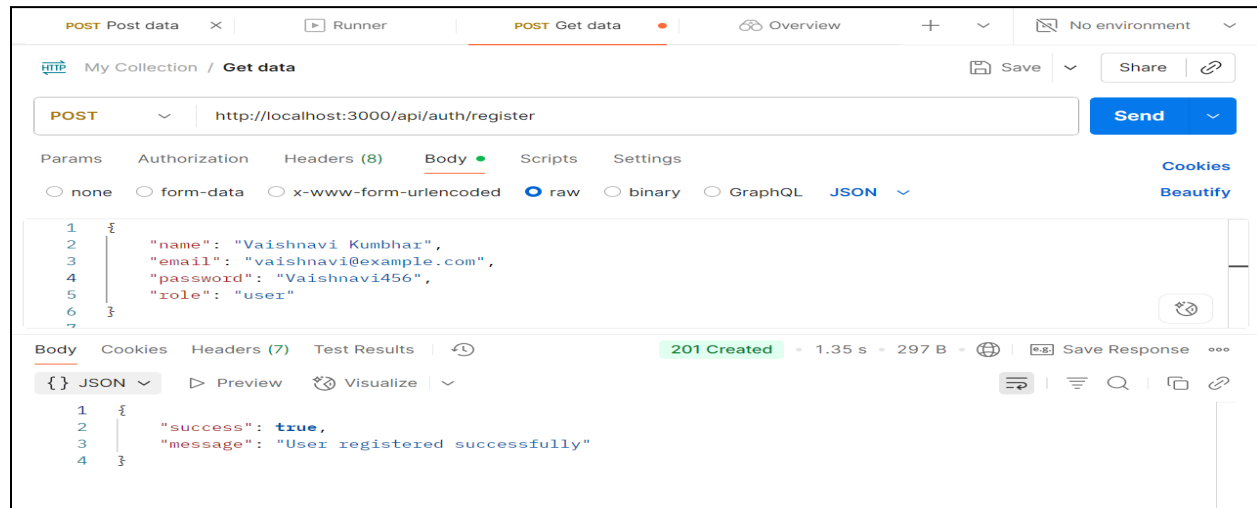 POST Post data × Runner POST Get data Overview + No environment
HTTP My Collection / Get data Save Share
POST http://localhost:3000/api/auth/register Send
Params Authorization Headers (8) Body Scripts Settings Cookies
none form-data x-www-form-urlencoded raw binary GraphQL JSON Beautify
1 {
2 "name": "Vaishnavi Kumbhar",
3 "email": "vaishnavi@example.com",
4 "password": "Vaishnavi456",
5 "role": "user"
6 }
7
Body Cookies Headers (7) Test Results 201 Created 1.35 s 297 B e.g. Save Response
{} JSON Preview Visualize
1 {
2 "success": true,
3 "message": "User registered successfully"
4 }